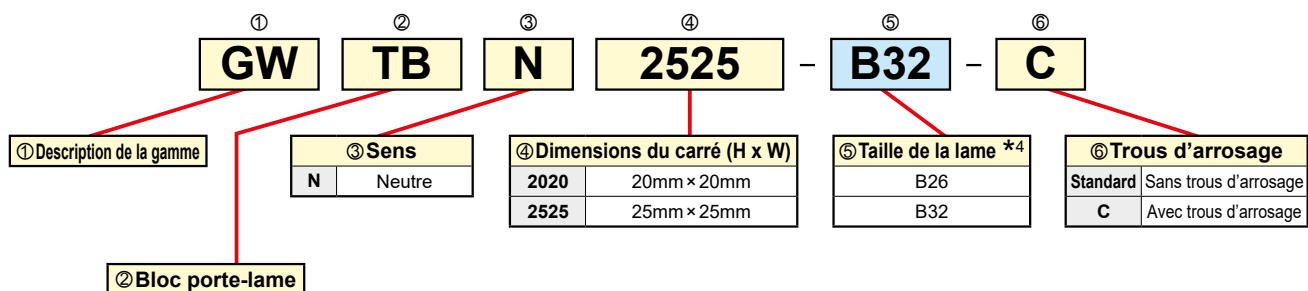 ① ② ③ ④ ⑤ ⑥
GW TB N 2525 – B32 – C
①Description de la gamme
③Sens
N Neutre
④Dimensions du carré (H x W)
2020 20mm×20mm
2525 25mm×25mm
⑤Taille de la lame *4
B26
B32
⑥Trous d'arrosage
Standard Sans trous d'arrosage
C Avec trous d'arrosage
②Bloc porte-lame